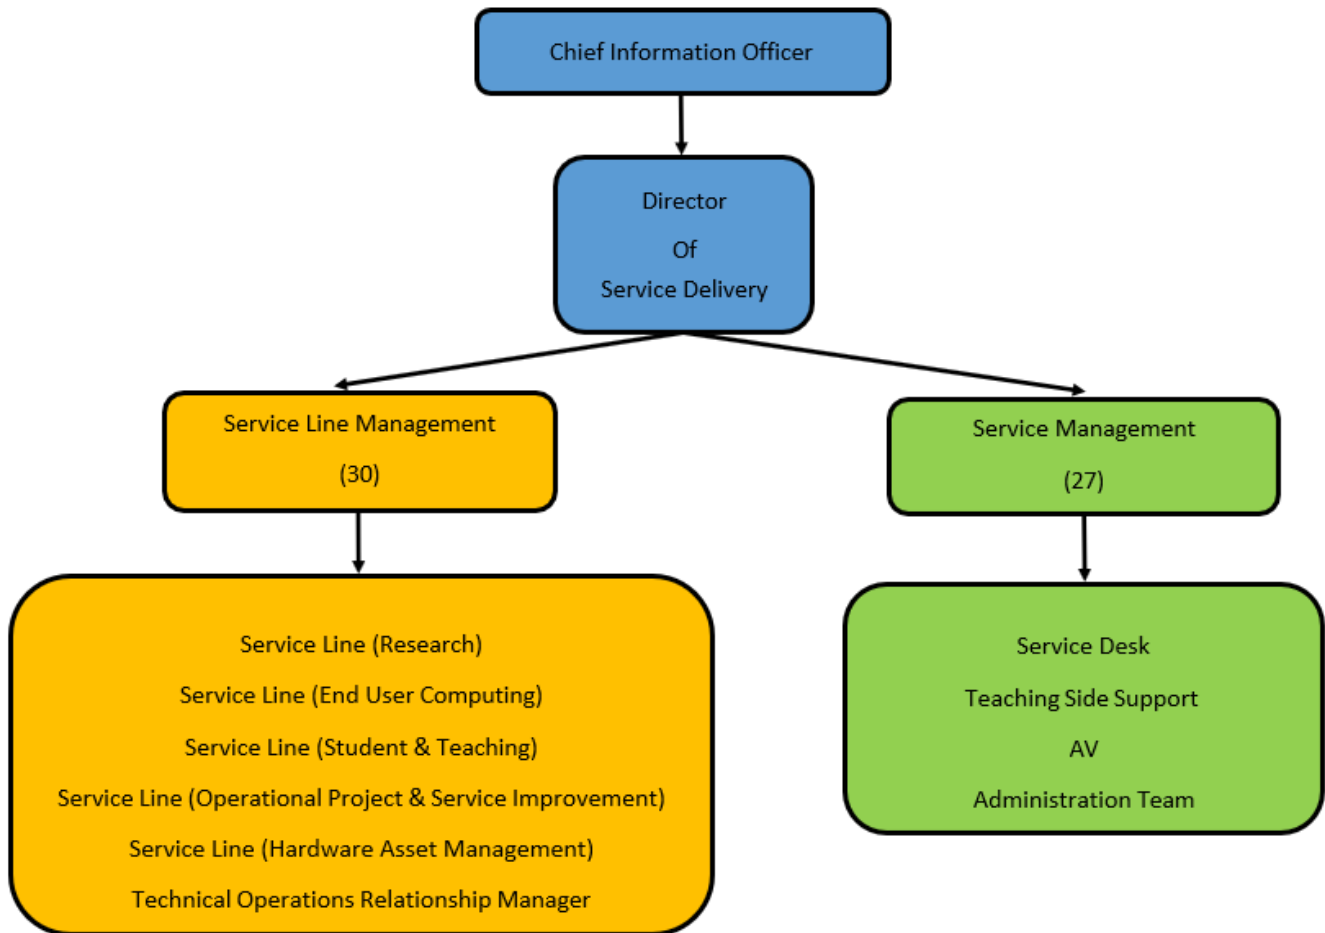 Chief Information Officer
Director
Of
Service Delivery
Service Line Management
(30)
Service Management
(27)
Service Line (Research)
Service Line (End User Computing)
Service Line (Student & Teaching)
Service Line (Operational Project & Service Improvement)
Service Line (Hardware Asset Management)
Technical Operations Relationship Manager
Service Desk
Teaching Side Support
AV
Administration Team